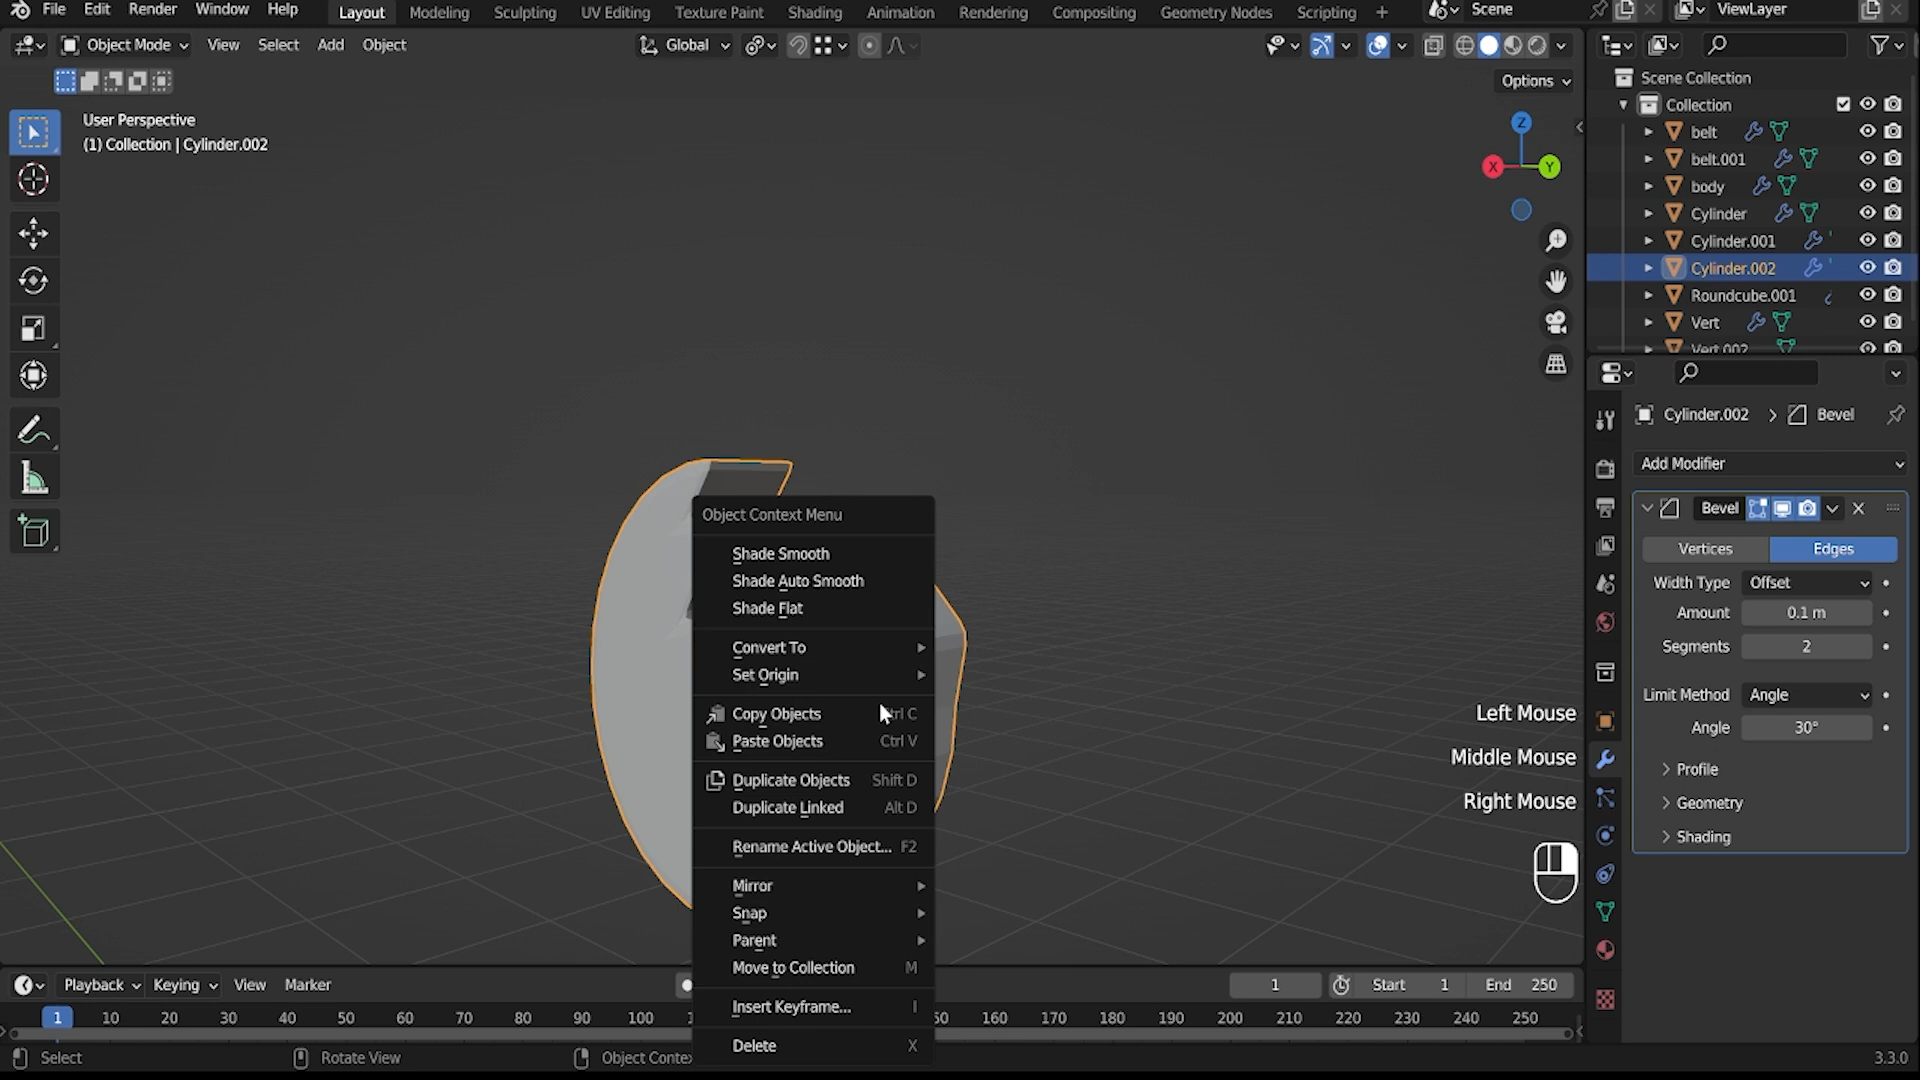 File Edit Render Window Help Layout Modeling Sculpting UV Editing Texture Paint Shading Animation Rendering Compositing Geometry Nodes Scripting + Scene ViewLayer
Object Mode View Select Add Object Global
Options
User Perspective
(1) Collection | Cylinder.002
Z
X Y
Scene Collection
Collection
belt
belt.001
body
Cylinder
Cylinder.001
Cylinder.002
Roundcube.001
Vert
Vert.002
Cylinder.002 > Bevel
Add Modifier
Bevel
Vertices Edges
Width Type Offset
Amount 0.1 m
Segments 2
Limit Method Angle
Angle 30°
Profile
Geometry
Shading
Object Context Menu
Shade Smooth
Shade Auto Smooth
Shade Flat
Convert To
Set Origin
Copy Objects trl C
Paste Objects Ctrl V
Duplicate Objects Shift D
Duplicate Linked Alt D
Rename Active Object... F2
Mirror
Snap
Parent
Move to Collection M
Insert Keyframe... I
Delete X
Left Mouse
Middle Mouse
Right Mouse
Playback Keying View Marker 1 Start 1 End 250
1 10 20 30 40 50 60 70 80 90 100 1 50 160 170 180 190 200 210 220 230 240 250
Select Rotate View Object Conte 3.3.0